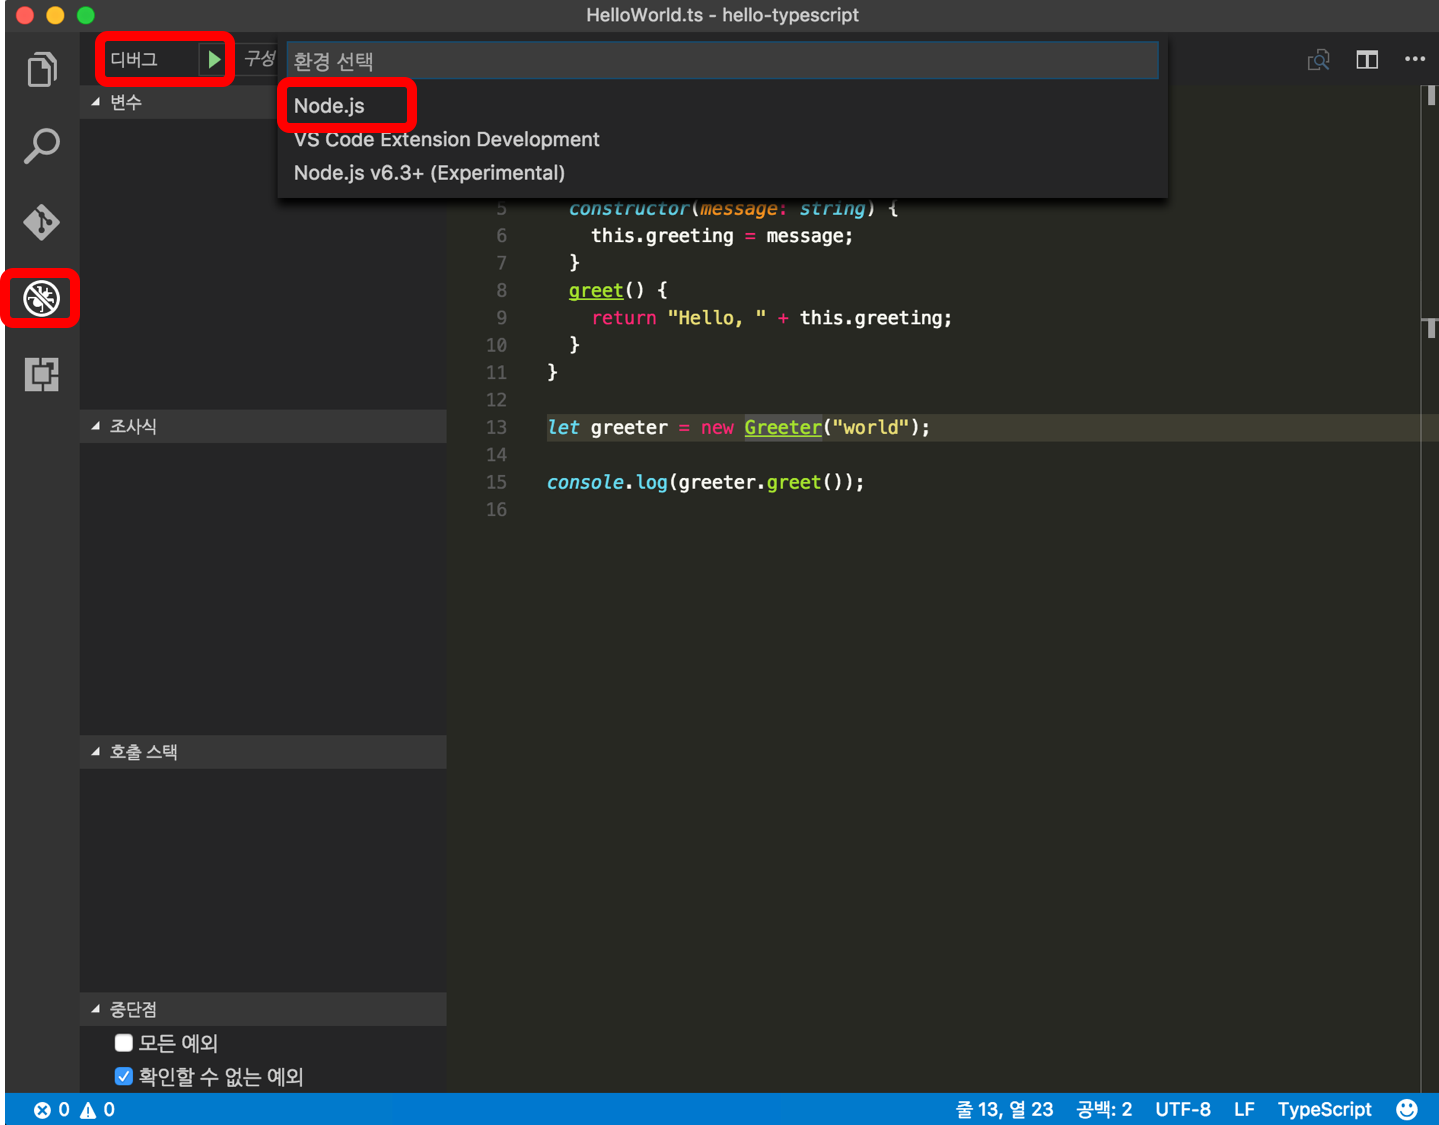 HelloWorld.ts - hello-typescript
디버그 구성
환경 선택
Node.js
VS Code Extension Development
Node.js v6.3+ (Experimental)
변수
조사식
호출 스택
중단점
모든 예외
확인할 수 없는 예외
5 constructor(message: string) {
6 this.greeting = message;
7 }
8 greet() {
9 return "Hello, " + this.greeting;
10 }
11 }
12
13 let greeter = new Greeter("world");
14
15 console.log(greeter.greet());
16
0 0 줄 13, 열 23 공백: 2 UTF-8 LF TypeScript